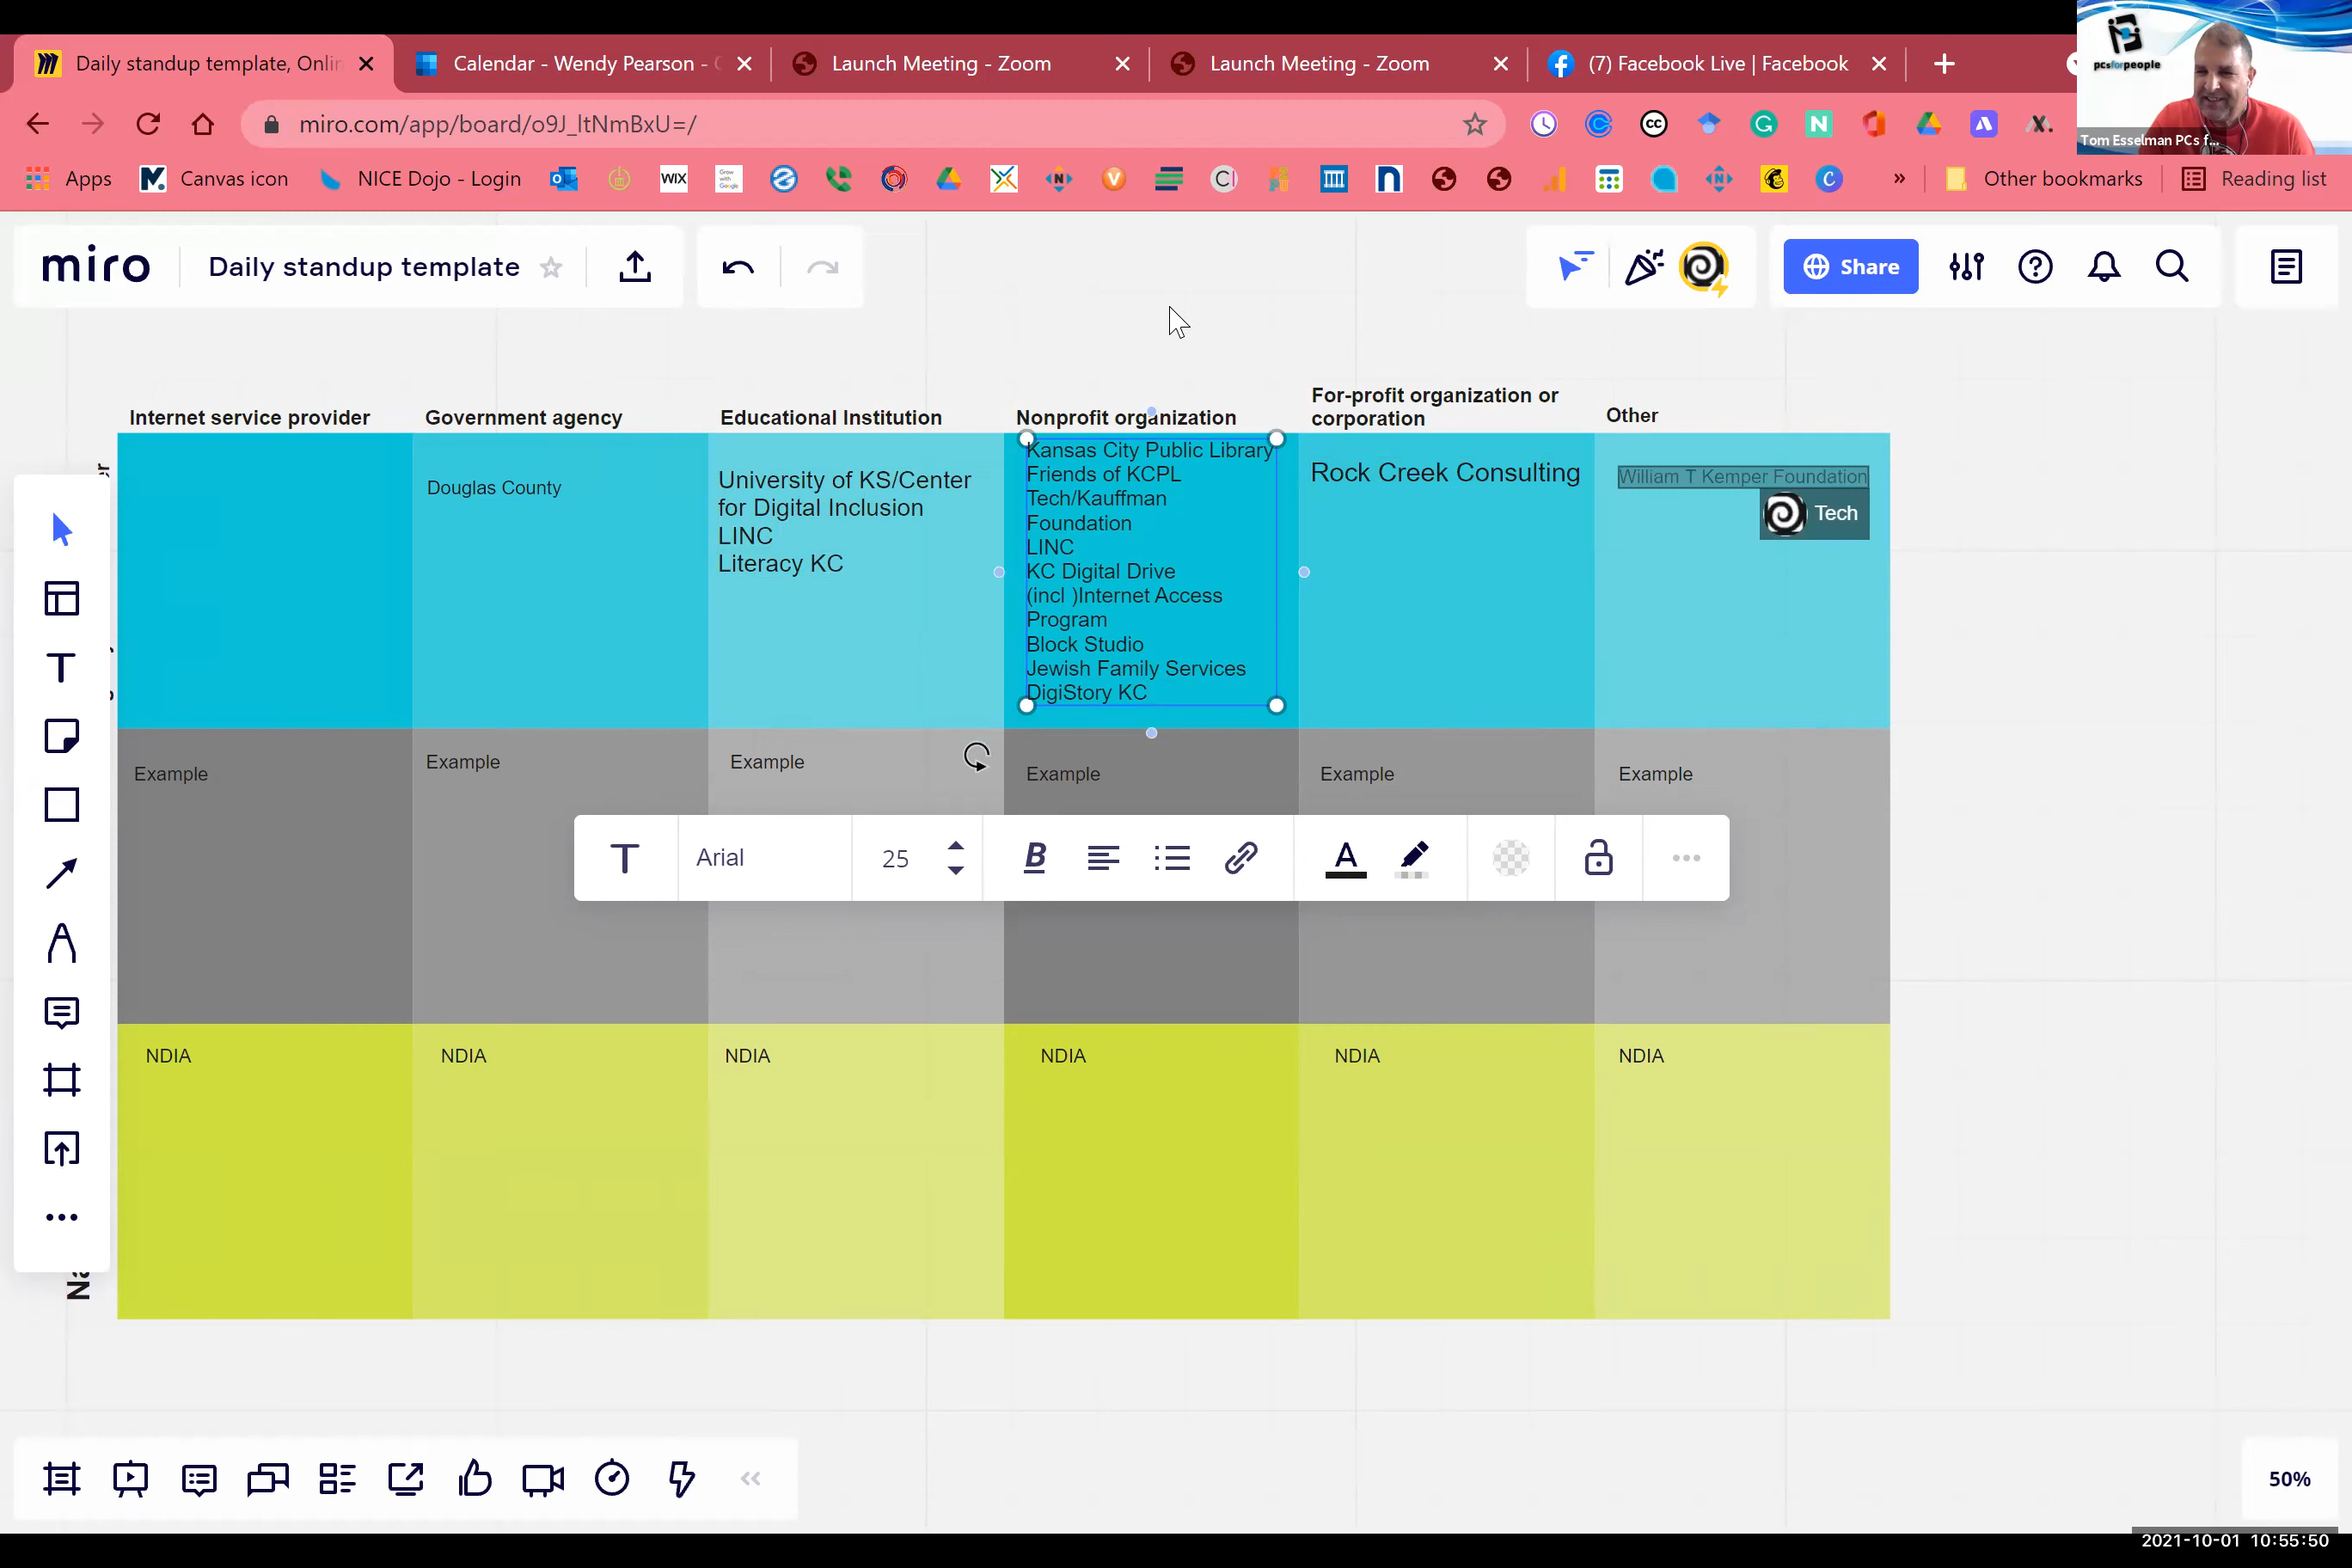 Daily standup template, Onlin
Calendar - Wendy Pearson -
Launch Meeting - Zoom
Launch Meeting - Zoom
(7) Facebook Live | Facebook
pcsforpeople
Tom Esselman PCs f...
miro.com/app/board/o9J_ltNmBxU=/
Apps
Canvas icon
NICE Dojo - Login
WIX
Other bookmarks
Reading list
miro
Daily standup template
Share
Internet service provider
Government agency
Educational Institution
Nonprofit organization
For-profit organization or
corporation
Other
Douglas County
University of KS/Center
for Digital Inclusion
LINC
Literacy KC
Kansas City Public Library
Friends of KCPL
Tech/Kauffman
Foundation
LINC
KC Digital Drive
(incl )Internet Access
Program
Block Studio
Jewish Family Services
DigiStory KC
Rock Creek Consulting
William T Kemper Foundation
Tech
Example
Example
Example
Example
Example
Example
Arial
25
NDIA
NDIA
NDIA
NDIA
NDIA
NDIA
Na
50%
2021-10-01 10:55:50